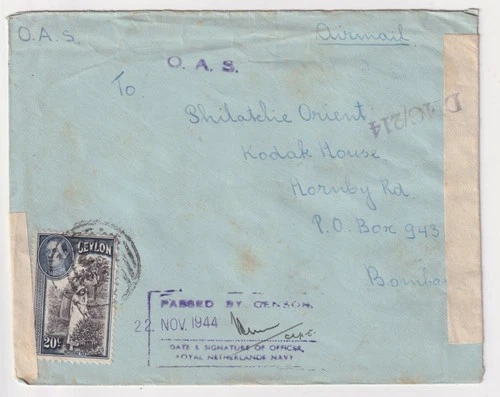 O.A.S.
Airmail
O. A. S.
To
Philatelic Orient
Kodak House
Hornby Rd
P.O. Box 943
Bomba
CEYLON
20c
PASSED BY CENSOR.
22. NOV. 1944
DATE & SIGNATURE OF OFFICER,
ROYAL NETHERLANDS NAVY